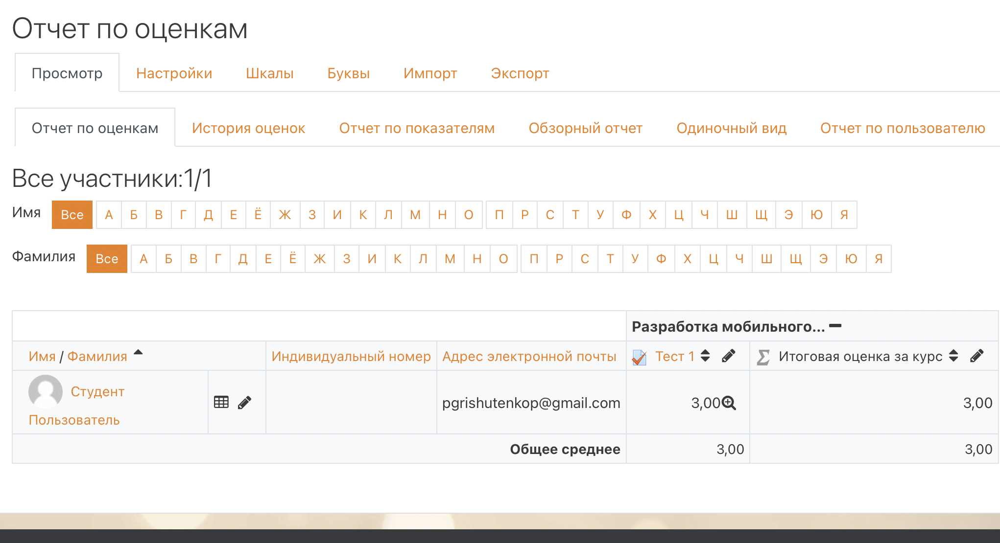 Отчет по оценкам
Просмотр Настройки Шкалы Буквы Импорт Экспорт
Отчет по оценкам История оценок Отчет по показателям Обзорный отчет Одиночный вид Отчет по пользователю
Все участники:1/1
Имя Все А Б В Г Д Е Ё Ж З И К Л М Н О П Р С Т У Ф Х Ц Ч Ш Щ Э Ю Я
Фамилия Все А Б В Г Д Е Ё Ж З И К Л М Н О П Р С Т У Ф Х Ц Ч Ш Щ Э Ю Я
Разработка мобильного...
Имя / Фамилия Индивидуальный номер Адрес электронной почты Тест 1 Итоговая оценка за курс
Студент
Пользователь
pgrishutenkop@gmail.com 3,00 3,00
Общее среднее 3,00 3,00